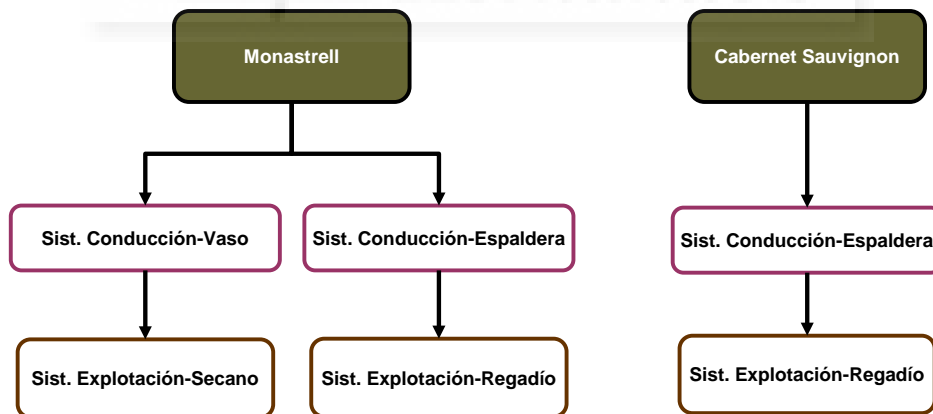 Monastrell
Cabernet Sauvignon
Sist. Conducción-Vaso
Sist. Conducción-Espaldera
Sist. Conducción-Espaldera
Sist. Explotación-Secano
Sist. Explotación-Regadío
Sist. Explotación-Regadío